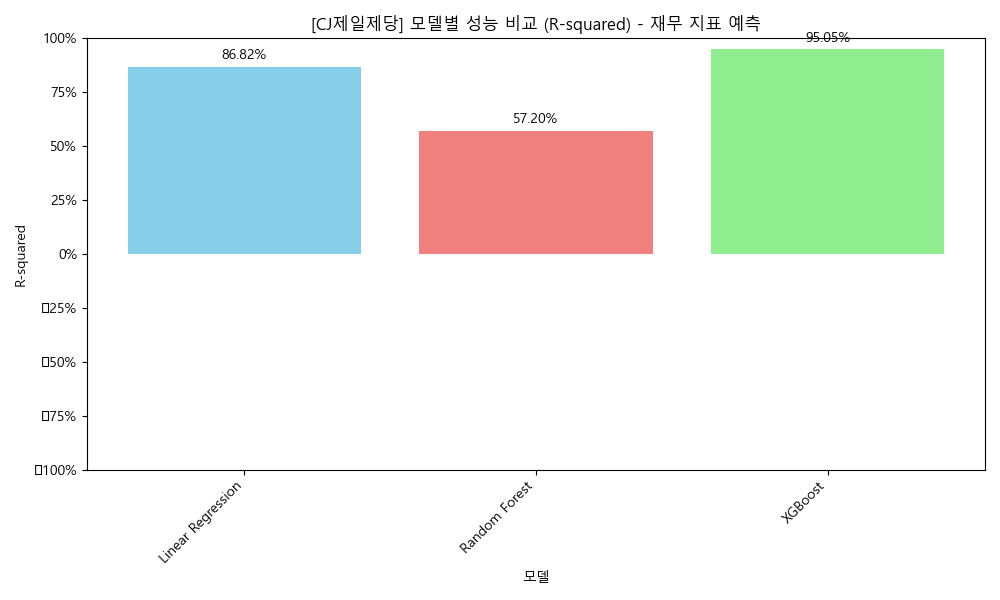 [CJ제일제당] 모델별 성능 비교 (R-squared) - 재무 지표 예측
100%
75%
50%
25%
0%
▯25%
▯50%
▯75%
▯100%
R-squared
86.82%
57.20%
95.05%
Linear Regression
Random Forest
XGBoost
모델